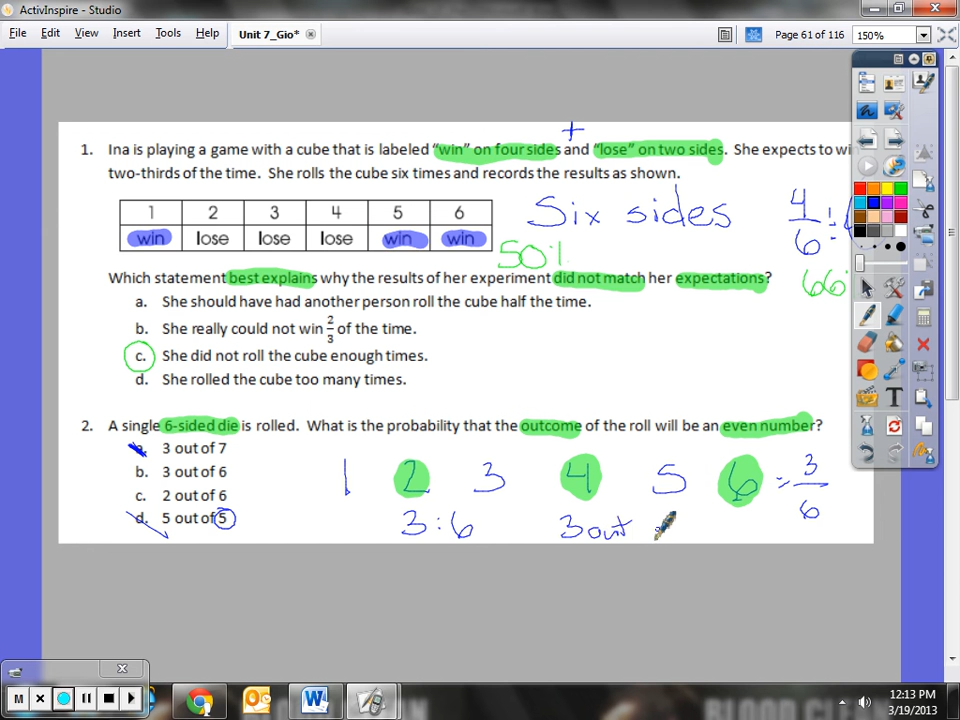 ActivInspire - Studio
File Edit View Insert Tools Help Unit 7_Gio* Page 61 of 116 150%
+
1. Ina is playing a game with a cube that is labeled "win" on four sides and "lose" on two sides. She expects to wi
two-thirds of the time. She rolls the cube six times and records the results as shown.
1 2 3 4 5 6
win lose lose lose win win
Six sides
4/6 ÷
50%
66
Which statement best explains why the results of her experiment did not match her expectations?
a. She should have had another person roll the cube half the time.
b. She really could not win 2/3 of the time.
c. She did not roll the cube enough times.
d. She rolled the cube too many times.
2. A single 6-sided die is rolled. What is the probability that the outcome of the roll will be an even number?
a. 3 out of 7
b. 3 out of 6
c. 2 out of 6
d. 5 out of 5
1 2 3 4 5 6 = 3/6
3:6 3 out
M
12:13 PM
3/19/2013